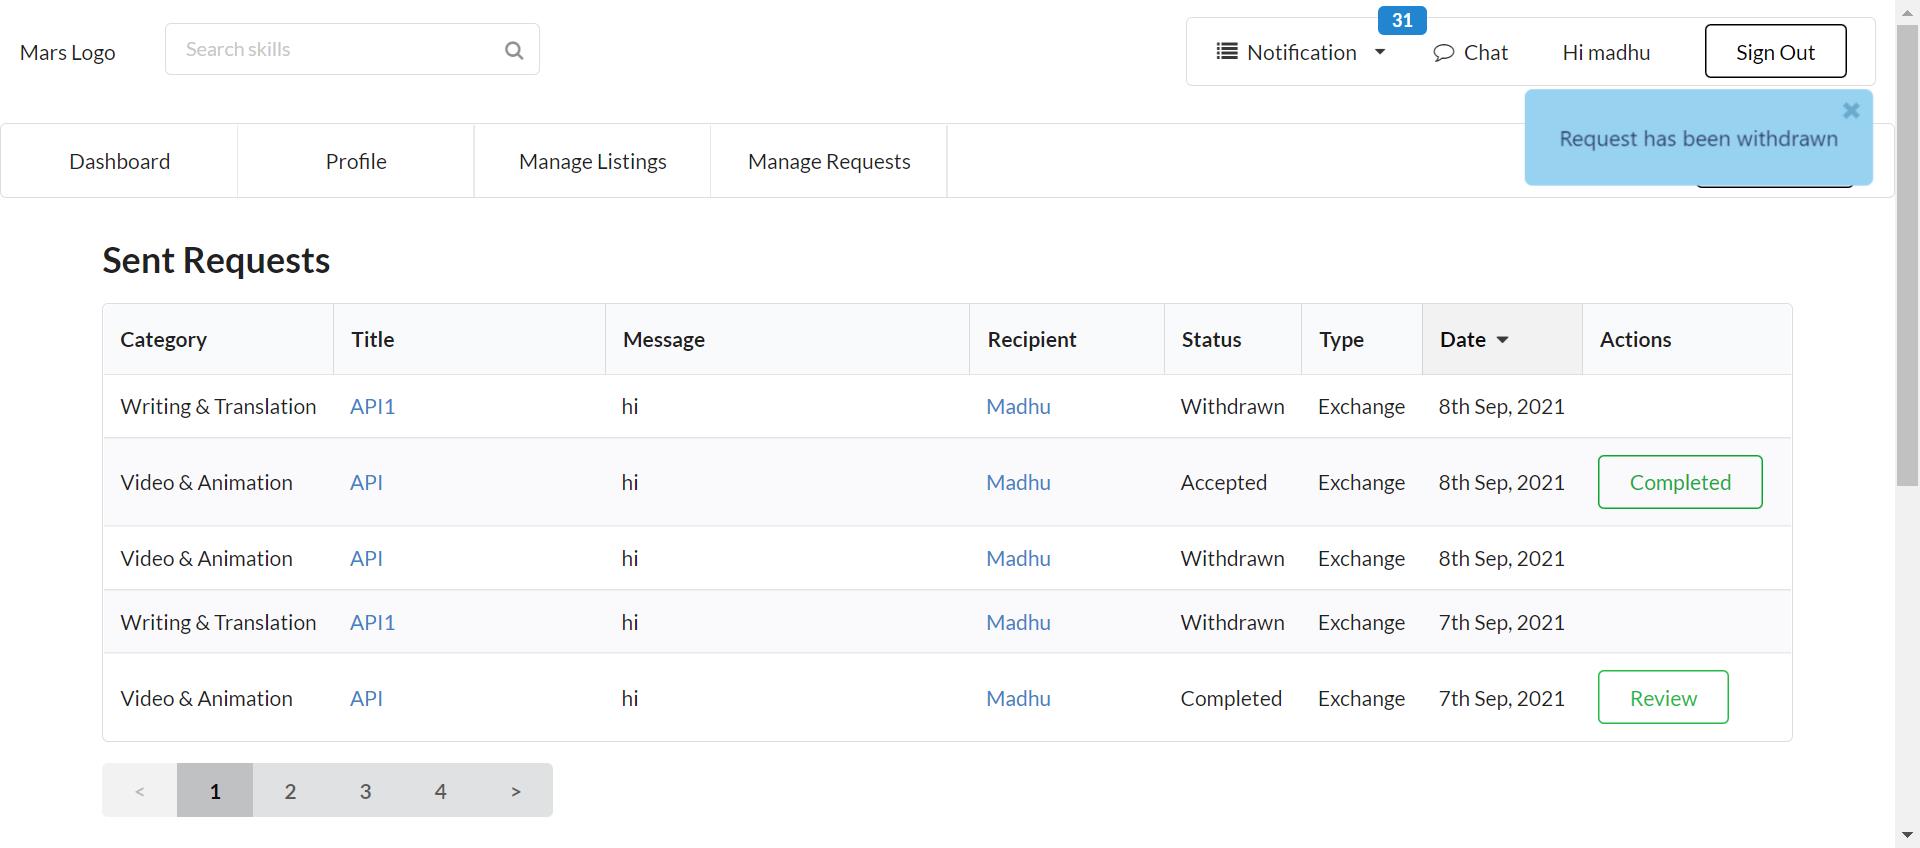 Mars Logo
Search skills
31
Notification
Chat
Hi madhu
Sign Out
Request has been withdrawn
Dashboard
Profile
Manage Listings
Manage Requests
Sent Requests
Category Title Message Recipient Status Type Date Actions
Writing & Translation API1 hi Madhu Withdrawn Exchange 8th Sep, 2021
Video & Animation API hi Madhu Accepted Exchange 8th Sep, 2021 Completed
Video & Animation API hi Madhu Withdrawn Exchange 8th Sep, 2021
Writing & Translation API1 hi Madhu Withdrawn Exchange 7th Sep, 2021
Video & Animation API hi Madhu Completed Exchange 7th Sep, 2021 Review
< 1 2 3 4 >